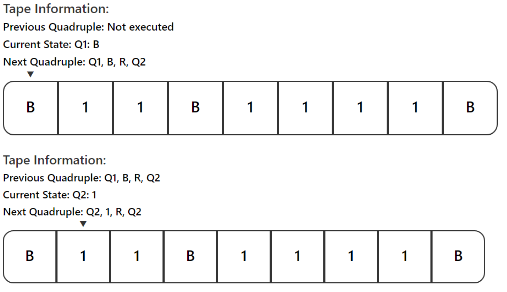 Tape Information:
Previous Quadruple: Not executed
Current State: Q1: B
Next Quadruple: Q1, B, R, Q2
B 1 1 B 1 1 1 1 B
Tape Information:
Previous Quadruple: Q1, B, R, Q2
Current State: Q2: 1
Next Quadruple: Q2, 1, R, Q2
B 1 1 B 1 1 1 1 B